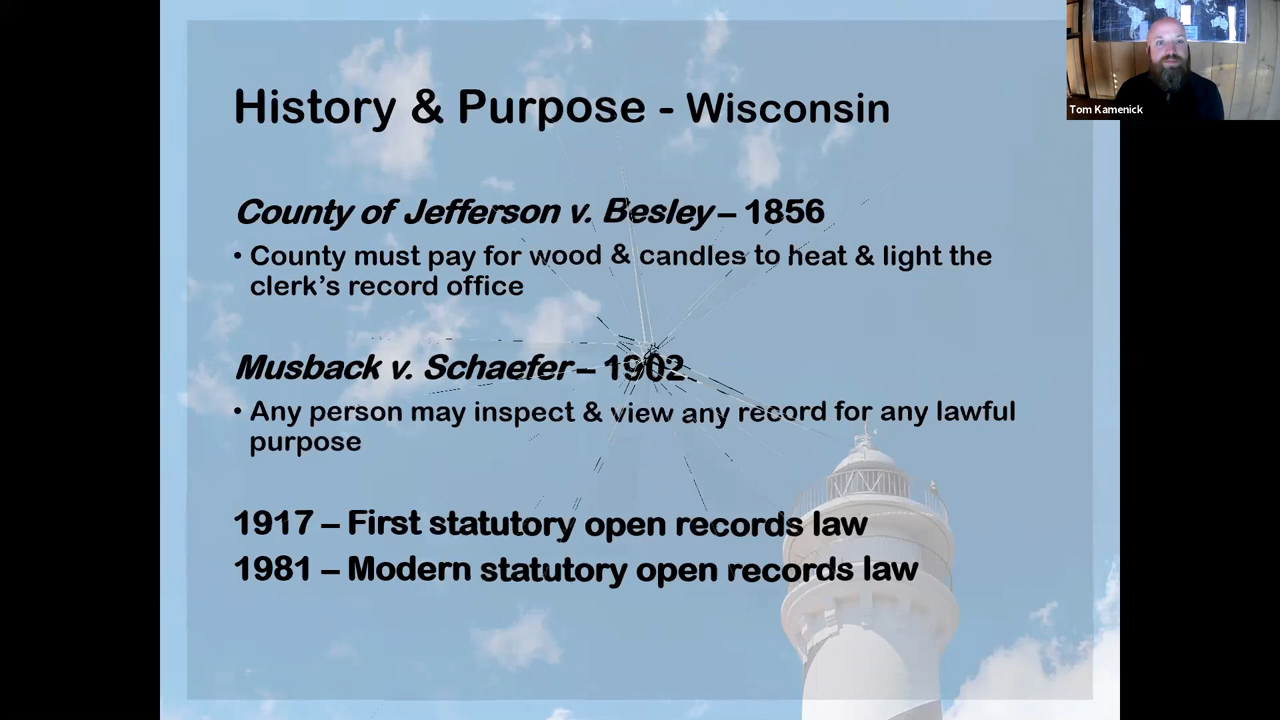 History & Purpose - Wisconsin
Tom Kamenick
County of Jefferson v. Besley – 1856
• County must pay for wood & candles to heat & light the
clerk's record office
Musback v. Schaefer – 1902
• Any person may inspect & view any record for any lawful
purpose
1917 – First statutory open records law
1981 – Modern statutory open records law